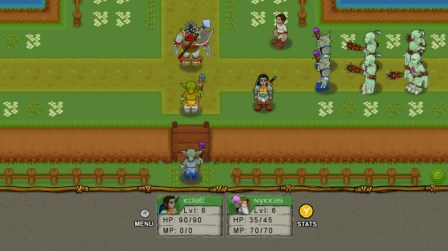 Lvl: 6
HP: 90/90
MP: 0/0
Lvl: 6
HP: 35/45
MP: 70/70
MENU
Y
STATS